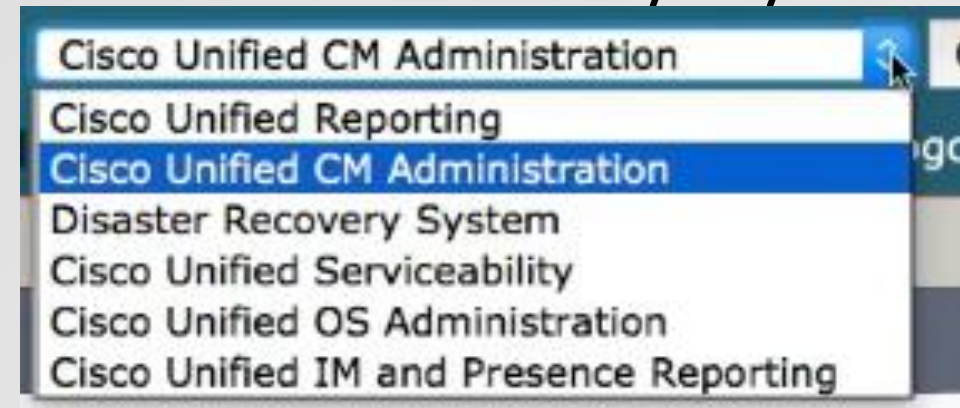 Cisco Unified CM Administration
Cisco Unified Reporting
Cisco Unified CM Administration
Disaster Recovery System
Cisco Unified Serviceability
Cisco Unified OS Administration
Cisco Unified IM and Presence Reporting